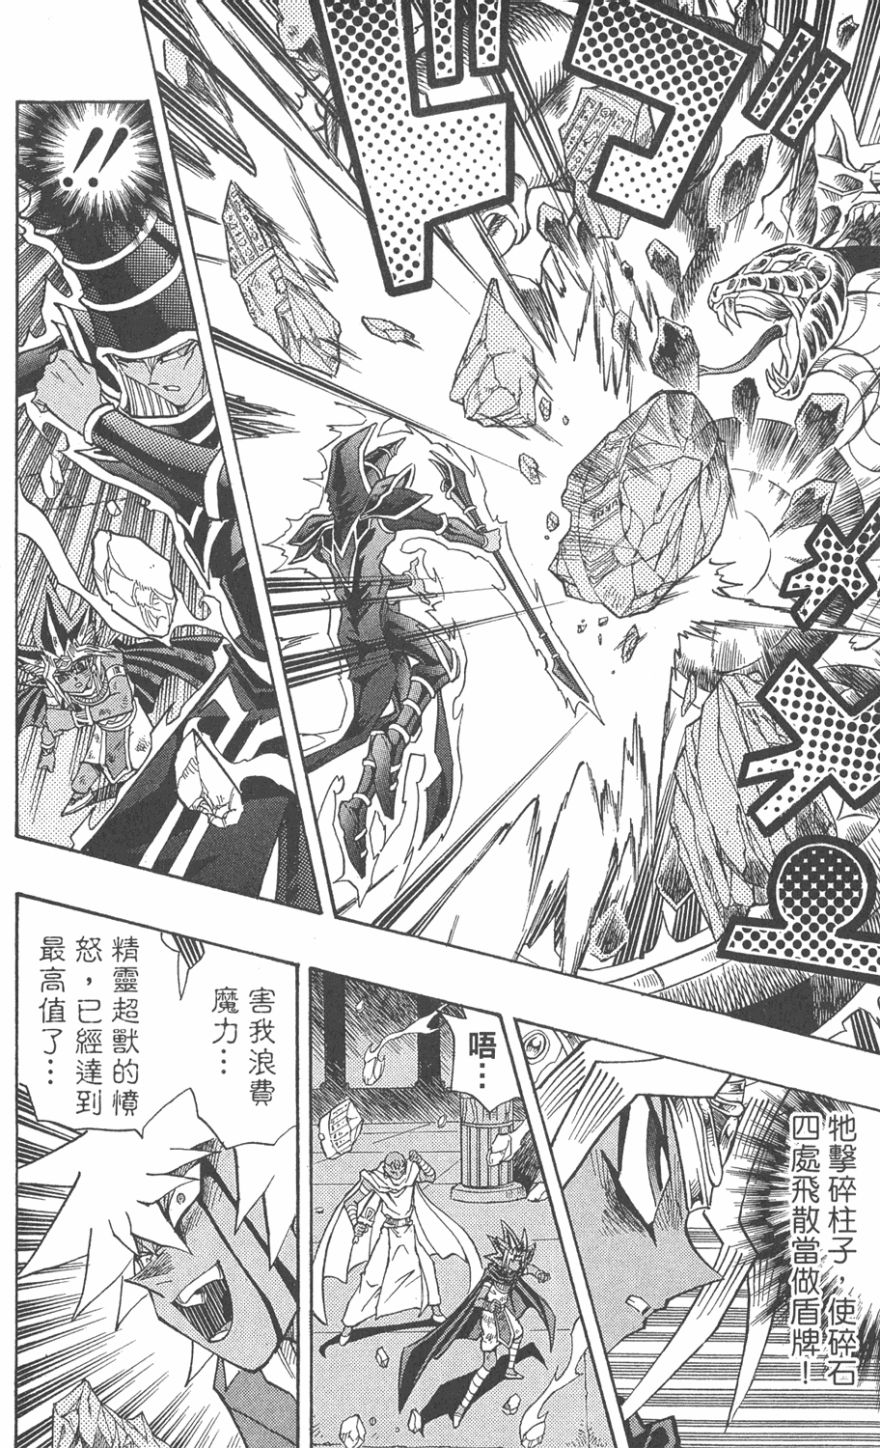 ドゴ
!!
牠擊碎柱子，使碎石
四處飛散當做盾牌！
唔…
害我浪費
魔力…
精靈超獸的憤
怒，已經達到
最高值了…